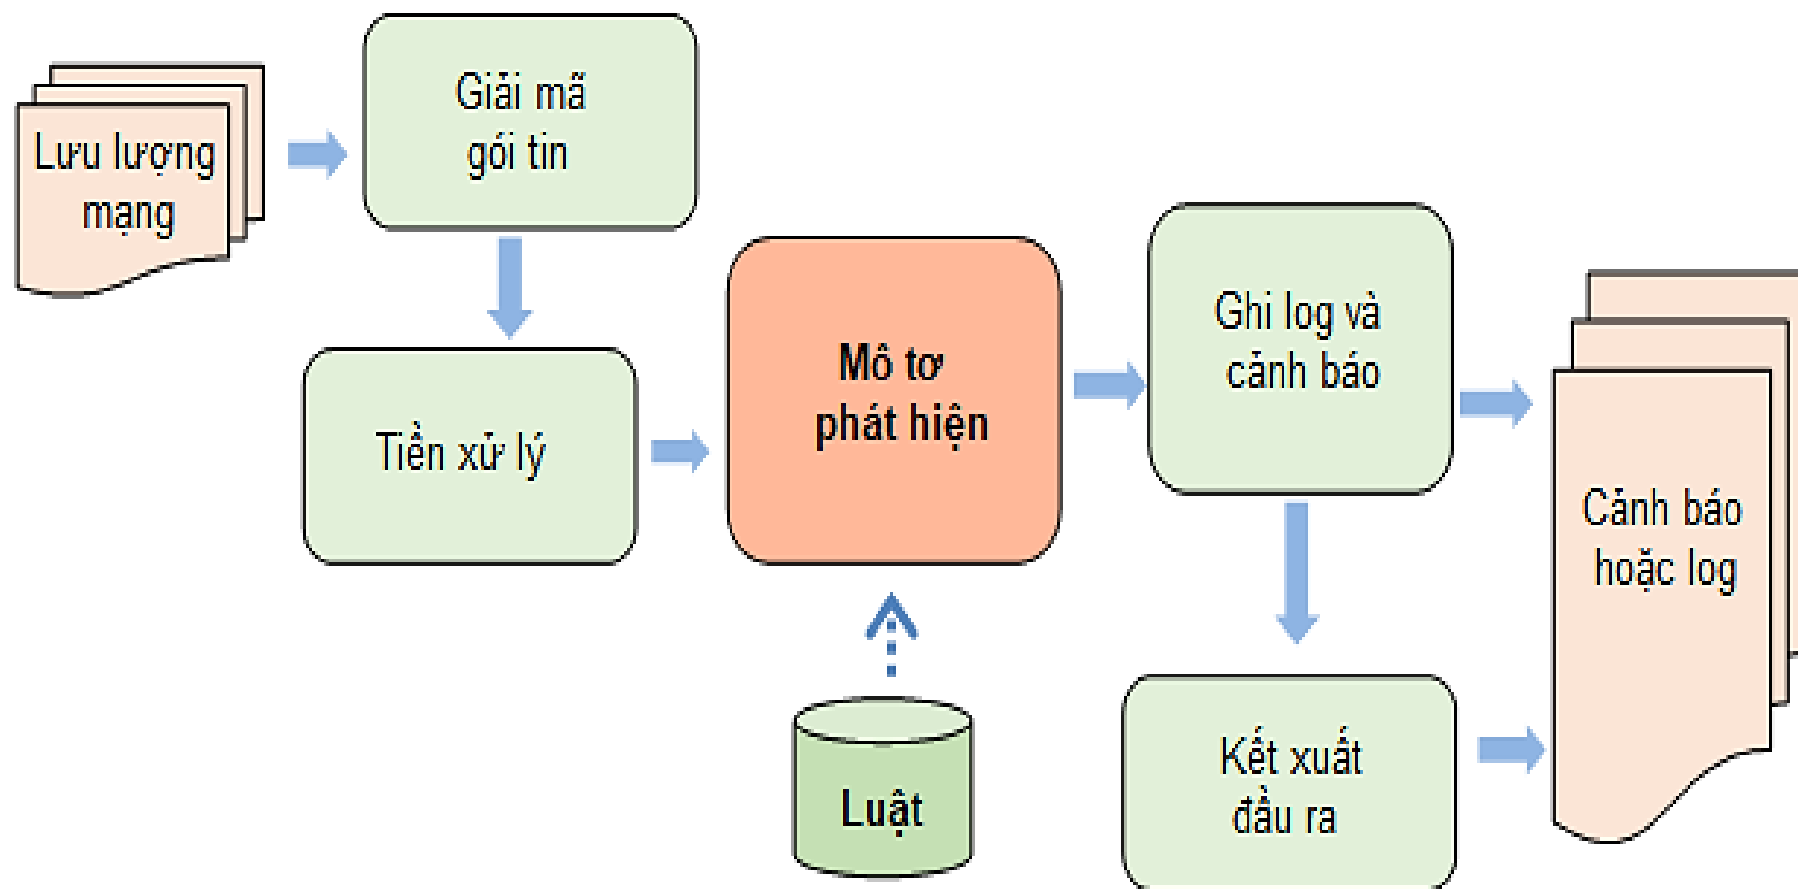 Lưu lượng
mạng
Giải mã
gói tin
Tiền xử lý
Mô tơ
phát hiện
Luật
Ghi log và
cảnh báo
Kết xuất
đầu ra
Cảnh báo
hoặc log